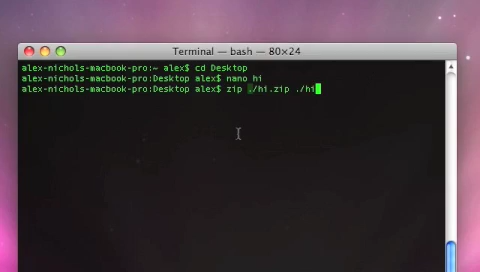 Terminal — bash — 80×24
alex-nichols-macbook-pro:~ alex$ cd Desktop
alex-nichols-macbook-pro:Desktop alex$ nano hi
alex-nichols-macbook-pro:Desktop alex$ zip ./hi.zip ./hi